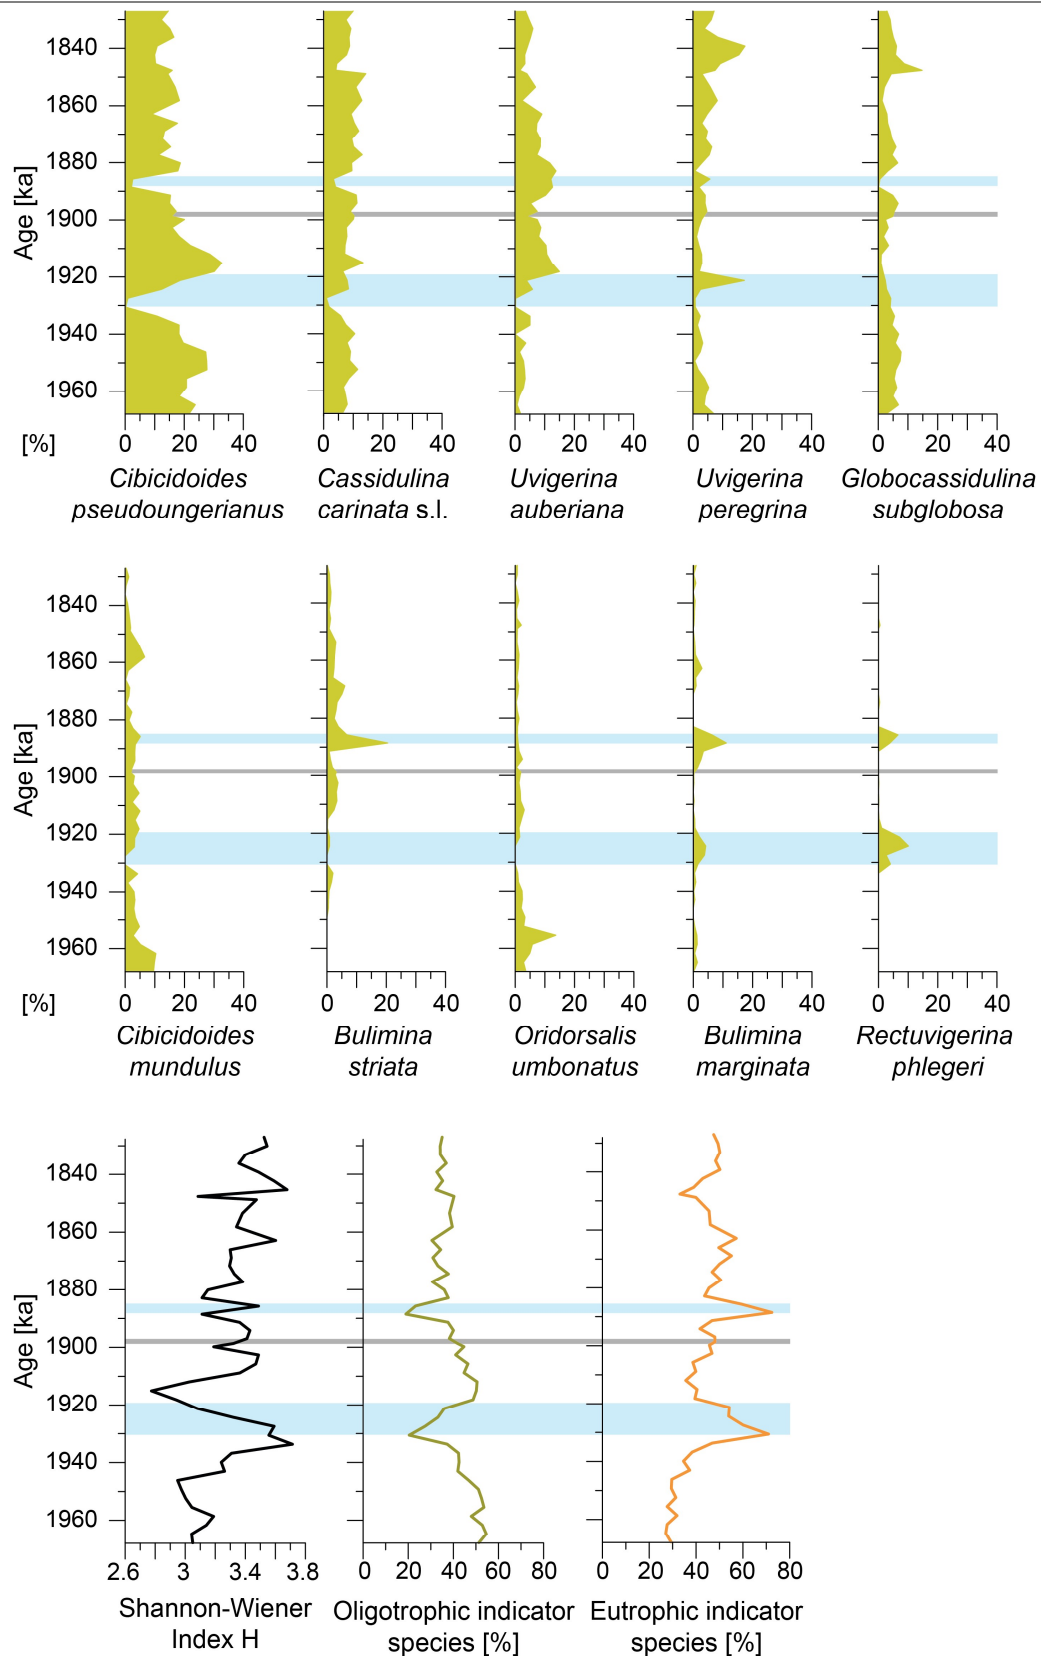 Age [ka]
1840
1860
1880
1900
1920
1940
1960
[%]
0 20 40 0 20 40 0 20 40 0 20 40 0 20 40
Cibicidoides pseudoungerianus
Cassidulina carinata s.l.
Uvigerina auberiana
Uvigerina peregrina
Globocassidulina subglobosa
Age [ka]
1840
1860
1880
1900
1920
1940
1960
[%]
0 20 40 0 20 40 0 20 40 0 20 40 0 20 40
Cibicidoides mundulus
Bulimina striata
Oridorsalis umbonatus
Bulimina marginata
Rectuvigerina phlegeri
Age [ka]
1840
1860
1880
1900
1920
1940
1960
2.6 3 3.4 3.8 0 20 40 60 80 0 20 40 60 80
Shannon-Wiener Index H
Oligotrophic indicator species [%]
Eutrophic indicator species [%]